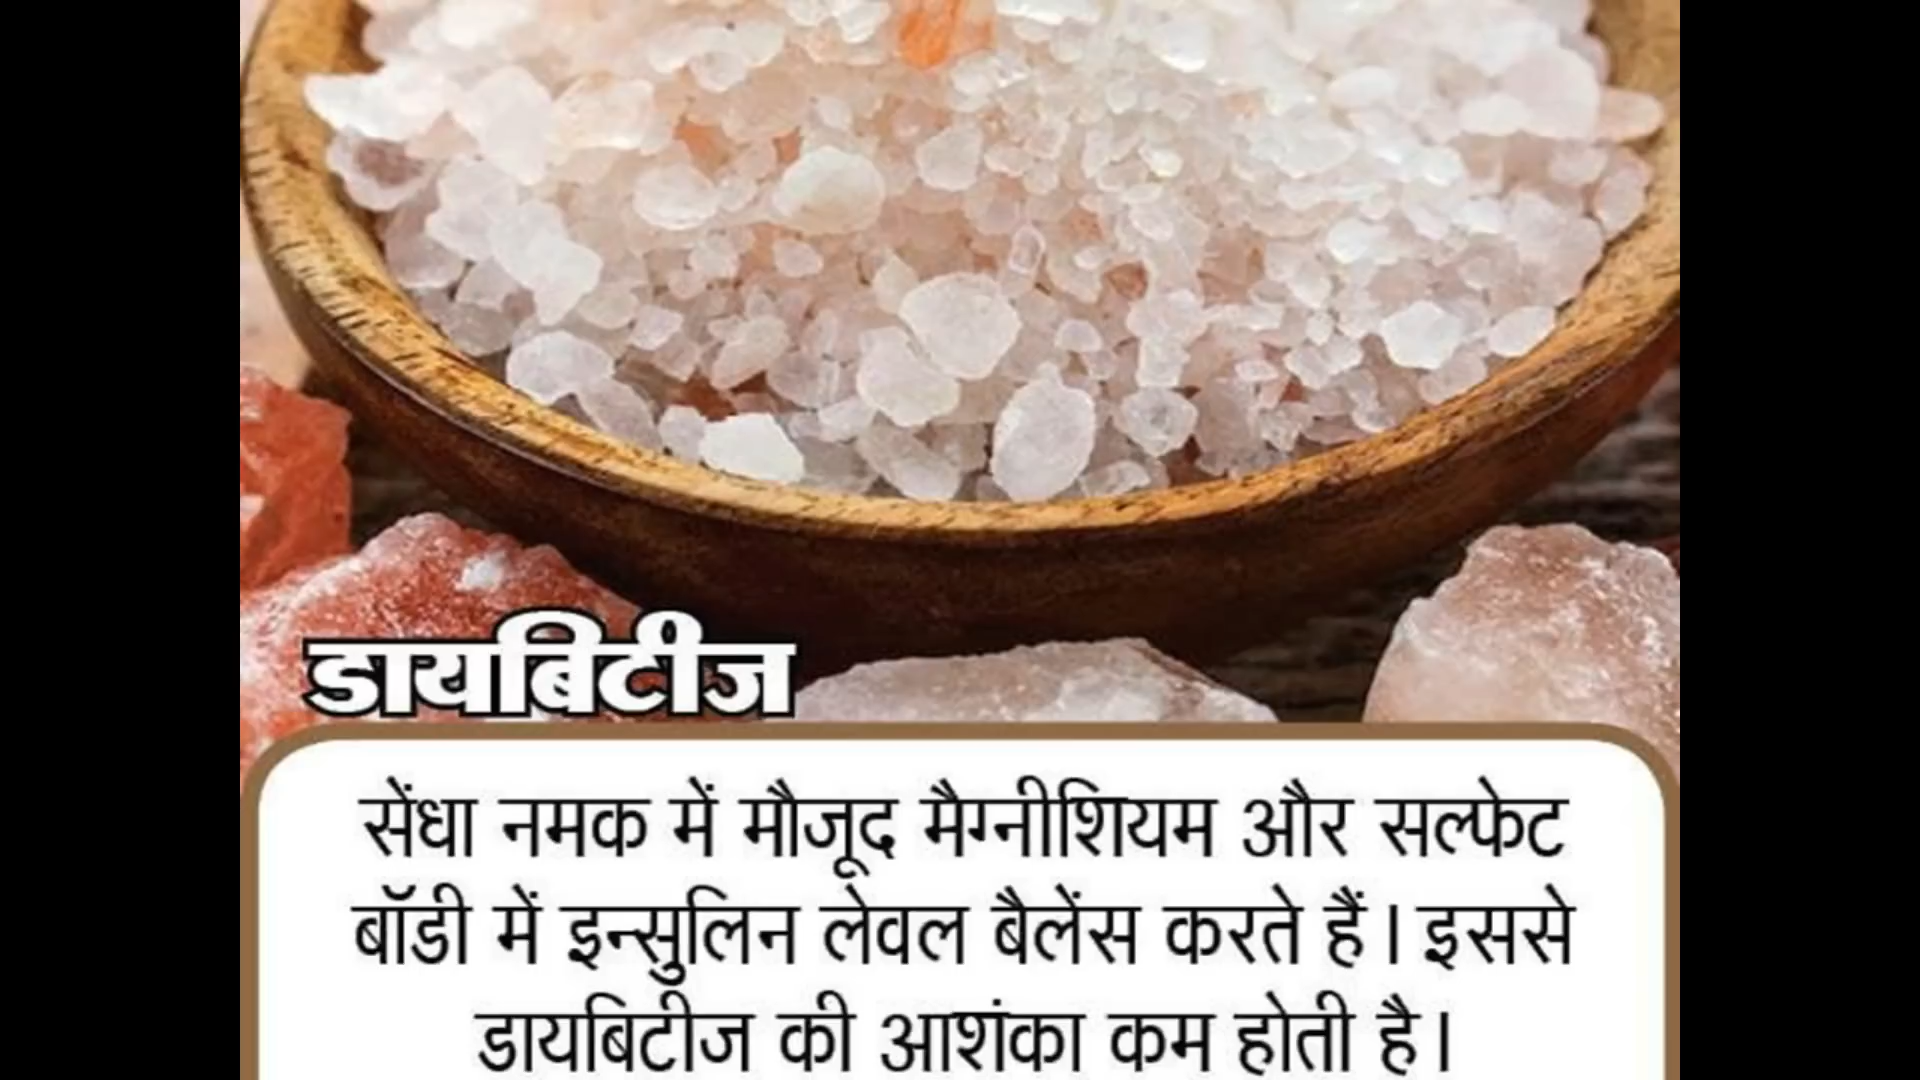 डायबिटीज
सेंधा नमक में मौजूद मैग्नीशियम और सल्फेट
बॉडी में इन्सुलिन लेवल बैलेंस करते हैं। इससे
डायबिटीज की आशंका कम होती है।